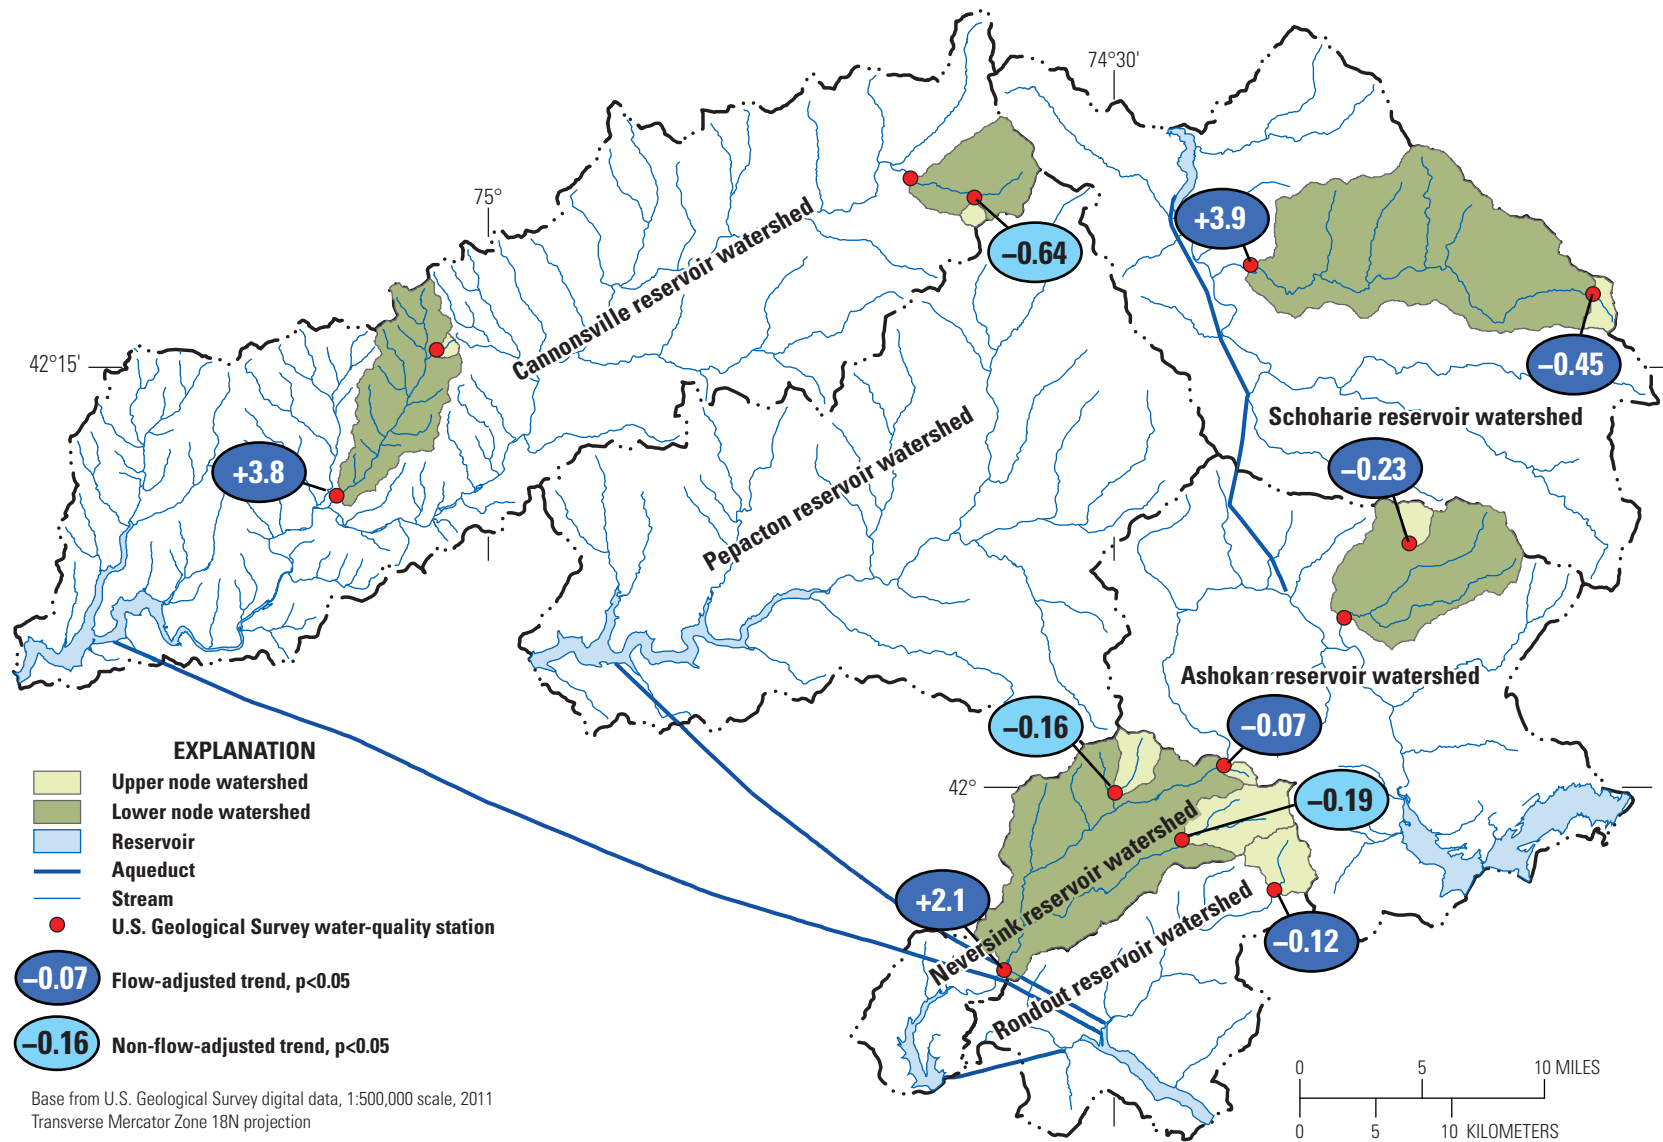 74°30'
75°
+3.9
−0.64
Cannonsville reservoir watershed
42°15'
−0.45
Schoharie reservoir watershed
+3.8
−0.23
Pepacton reservoir watershed
Ashokan reservoir watershed
−0.16
−0.07
42°
−0.19
Neversink reservoir watershed
+2.1
−0.12
Rondout reservoir watershed
EXPLANATION
Upper node watershed
Lower node watershed
Reservoir
Aqueduct
Stream
U.S. Geological Survey water-quality station
−0.07 Flow-adjusted trend, p<0.05
−0.16 Non-flow-adjusted trend, p<0.05
Base from U.S. Geological Survey digital data, 1:500,000 scale, 2011
Transverse Mercator Zone 18N projection
0 5 10 MILES
0 5 10 KILOMETERS